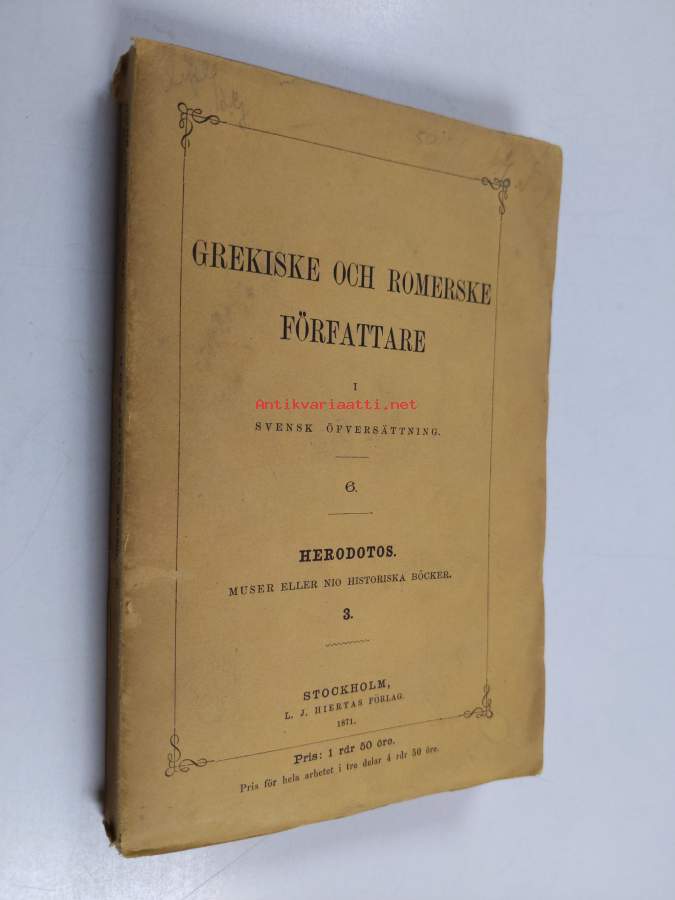 GREKISKE OCH ROMERSKE
FÖRFATTARE
I
Antikvariaatti.net
SVENSK ÖFVERSÄTTNING.
6.
HERODOTOS.
MUSER ELLER NIO HISTORISKA BÖCKER.
3.
STOCKHOLM,
L. J. HIERTAS FÖRLAG.
1871.
Pris: 1 rdr 50 öre.
Pris för hela arbetet i tre delar 4 rdr 50 öre.